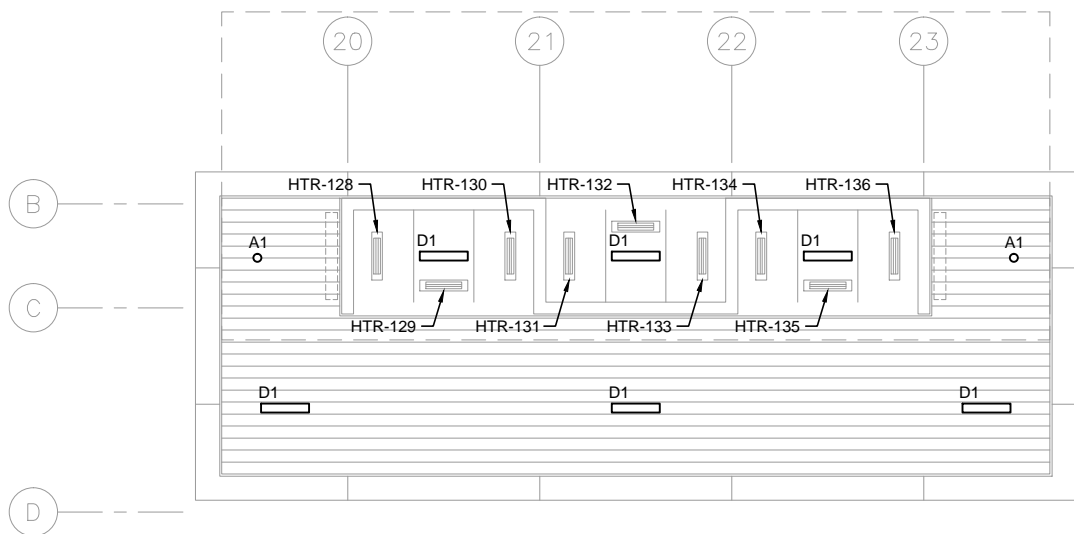 20
21
22
23
HTR-128
HTR-130
HTR-132
HTR-134
HTR-136
B
A1
D1
D1
D1
A1
C
HTR-129
HTR-131
HTR-133
HTR-135
D1
D1
D1
D